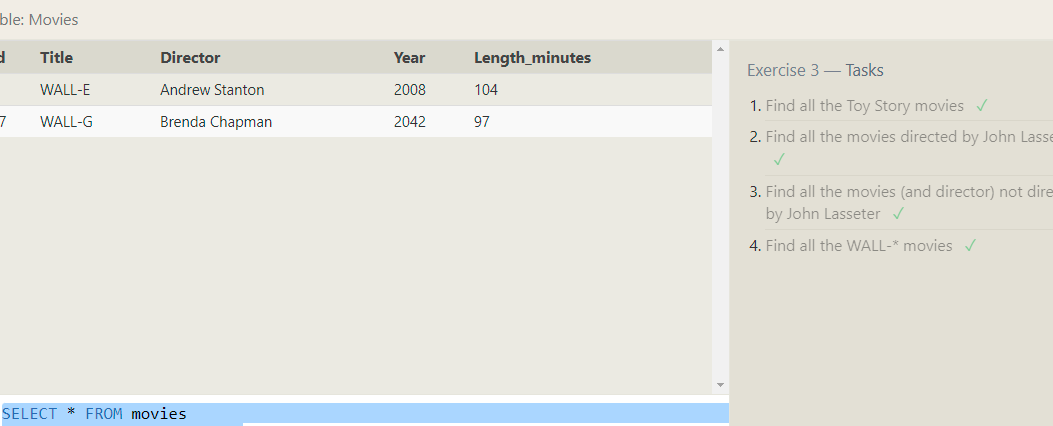 ble: Movies
d Title Director Year Length_minutes
WALL-E Andrew Stanton 2008 104
7 WALL-G Brenda Chapman 2042 97
Exercise 3 — Tasks
1. Find all the Toy Story movies ✓
2. Find all the movies directed by John Lasse
✓
3. Find all the movies (and director) not dire
by John Lasseter ✓
4. Find all the WALL-* movies ✓
SELECT * FROM movies